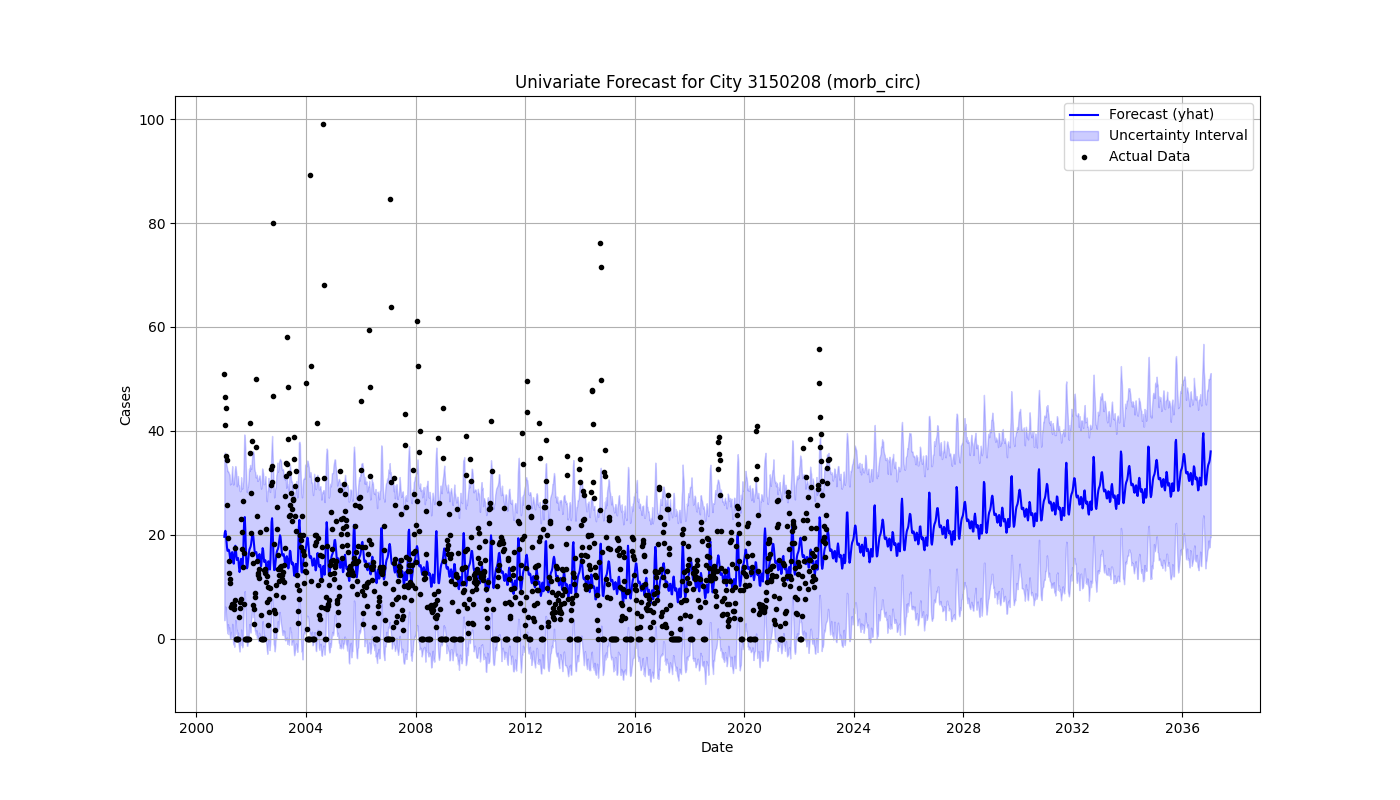 Univariate Forecast for City 3150208 (morb_circ)
Forecast (yhat)
Uncertainty Interval
Actual Data
100
80
60
40
20
0
Cases
2000 2004 2008 2012 2016 2020 2024 2028 2032 2036
Date